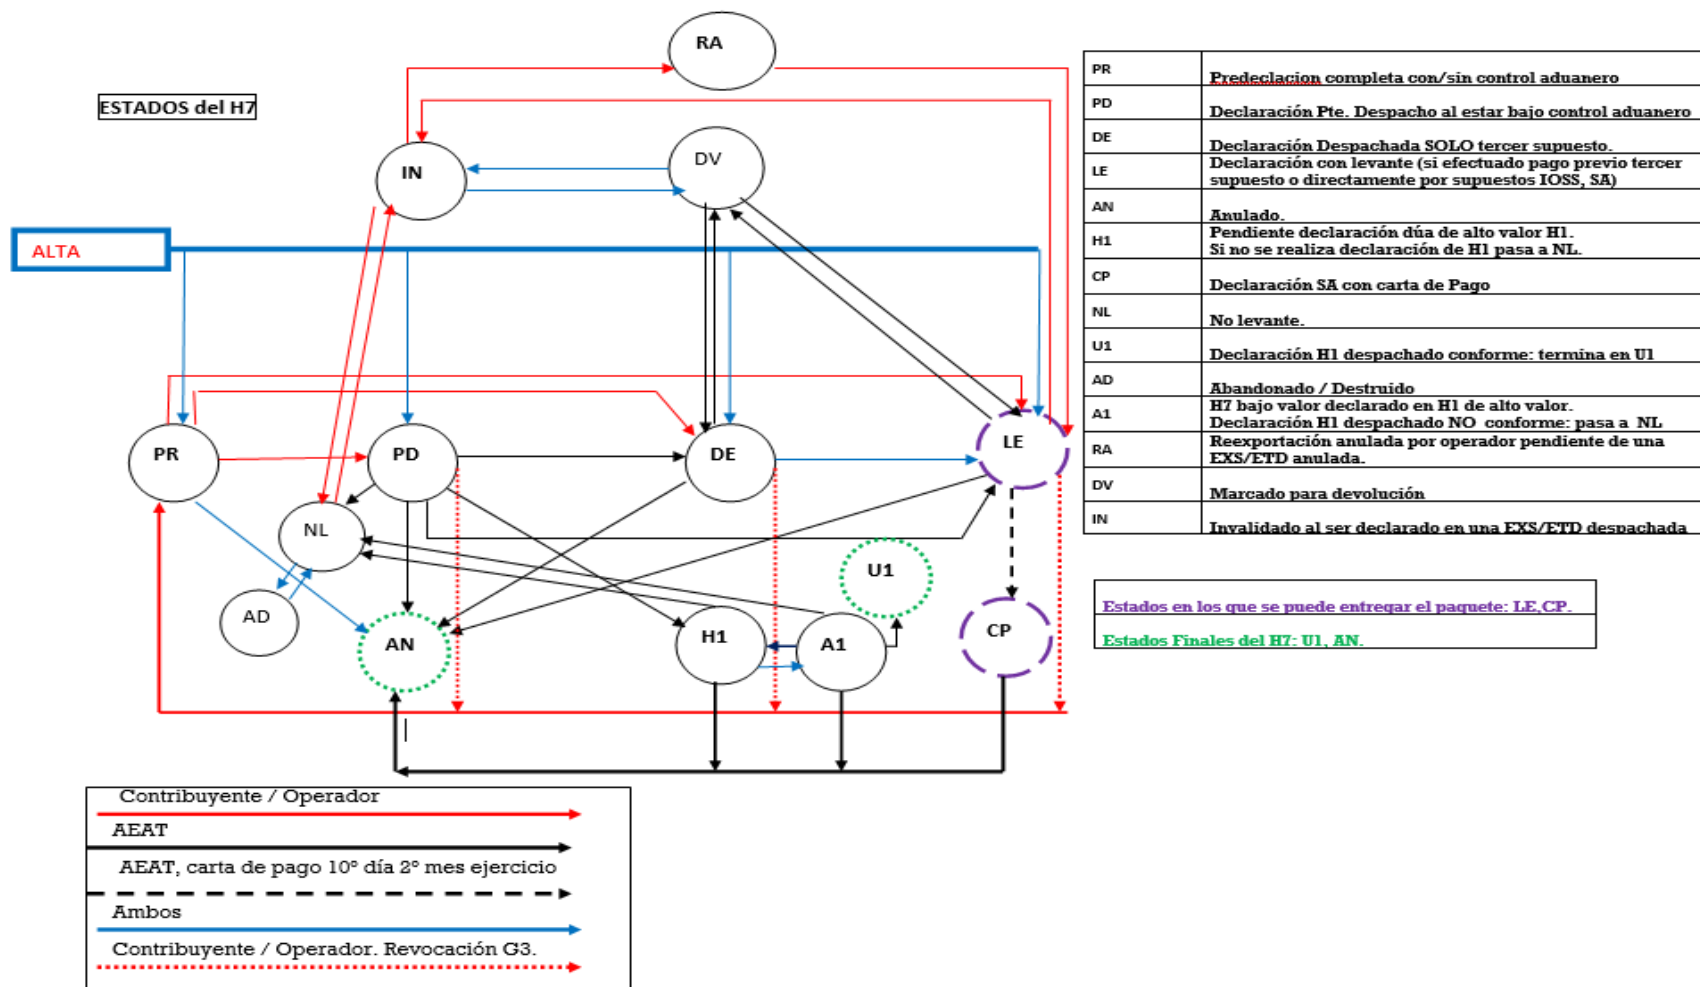 RA
ESTADOS del H7
IN
DV
ALTA
PR
PD
DE
LE
NL
AD
AN
H1
A1
U1
CP
PR Predeclacion completa con/sin control aduanero
PD Declaración Pte. Despacho al estar bajo control aduanero
DE Declaración Despachada SOLO tercer supuesto.
LE Declaración con levante (si efectuado pago previo tercer
supuesto o directamente por supuestos IOSS, SA)
AN Anulado.
H1 Pendiente declaración dúa de alto valor H1.
Si no se realiza declaración de H1 pasa a NL.
CP Declaración SA con carta de Pago
NL No levante.
U1 Declaración H1 despachado conforme: termina en U1
AD Abandonado / Destruido
A1 H7 bajo valor declarado en H1 de alto valor.
Declaración H1 despachado NO conforme: pasa a NL
RA Reexportación anulada por operador pendiente de una
EXS/ETD anulada.
DV Marcado para devolución
IN Invalidado al ser declarado en una EXS/ETD despachada
Estados en los que se puede entregar el paquete: LE,CP.
Estados Finales del H7: U1, AN.
Contribuyente / Operador
AEAT
AEAT, carta de pago 10º día 2º mes ejercicio
Ambos
Contribuyente / Operador. Revocación G3.